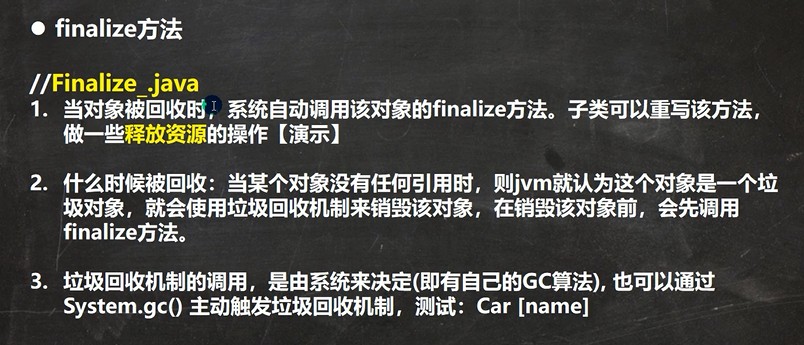 ● finalize方法
//Finalize_.java
1. 当对象被回收时，系统自动调用该对象的finalize方法。子类可以重写该方法，
做一些释放资源的操作【演示】
2. 什么时候被回收：当某个对象没有任何引用时，则jvm就认为这个对象是一个垃
圾对象，就会使用垃圾回收机制来销毁该对象，在销毁该对象前，会先调用
finalize方法。
3. 垃圾回收机制的调用，是由系统来决定(即有自己的GC算法), 也可以通过
System.gc() 主动触发垃圾回收机制，测试：Car [name]